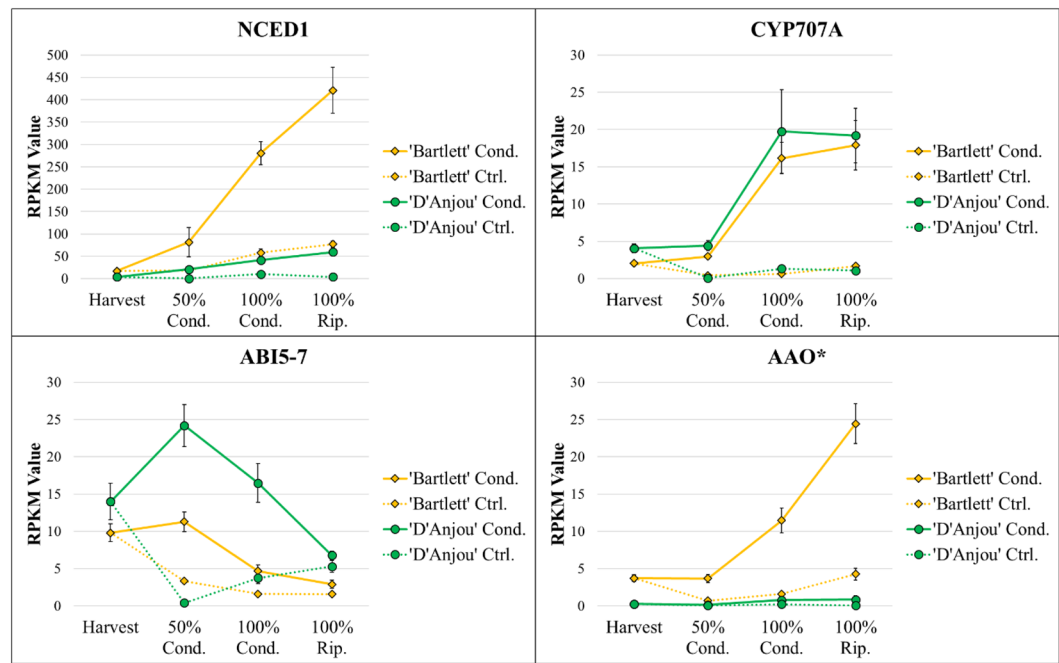 NCED1
RPKM Value
500
450
400
350
300
250
200
150
100
50
0
Harvest
50%
Cond.
100%
Cond.
100%
Rip.
'Bartlett' Cond.
'Bartlett' Ctrl.
'D'Anjou' Cond.
'D'Anjou' Ctrl.
CYP707A
RPKM Value
30
25
20
15
10
5
0
Harvest
50%
Cond.
100%
Cond.
100%
Rip.
'Bartlett' Cond.
'Bartlett' Ctrl.
'D'Anjou' Cond.
'D'Anjou' Ctrl.
ABI5-7
RPKM Value
30
25
20
15
10
5
0
Harvest
50%
Cond.
100%
Cond.
100%
Rip.
'Bartlett' Cond.
'Bartlett' Ctrl.
'D'Anjou' Cond.
'D'Anjou' Ctrl.
AAO*
RPKM Value
30
25
20
15
10
5
0
Harvest
50%
Cond.
100%
Cond.
100%
Rip.
'Bartlett' Cond.
'Bartlett' Ctrl.
'D'Anjou' Cond.
'D'Anjou' Ctrl.